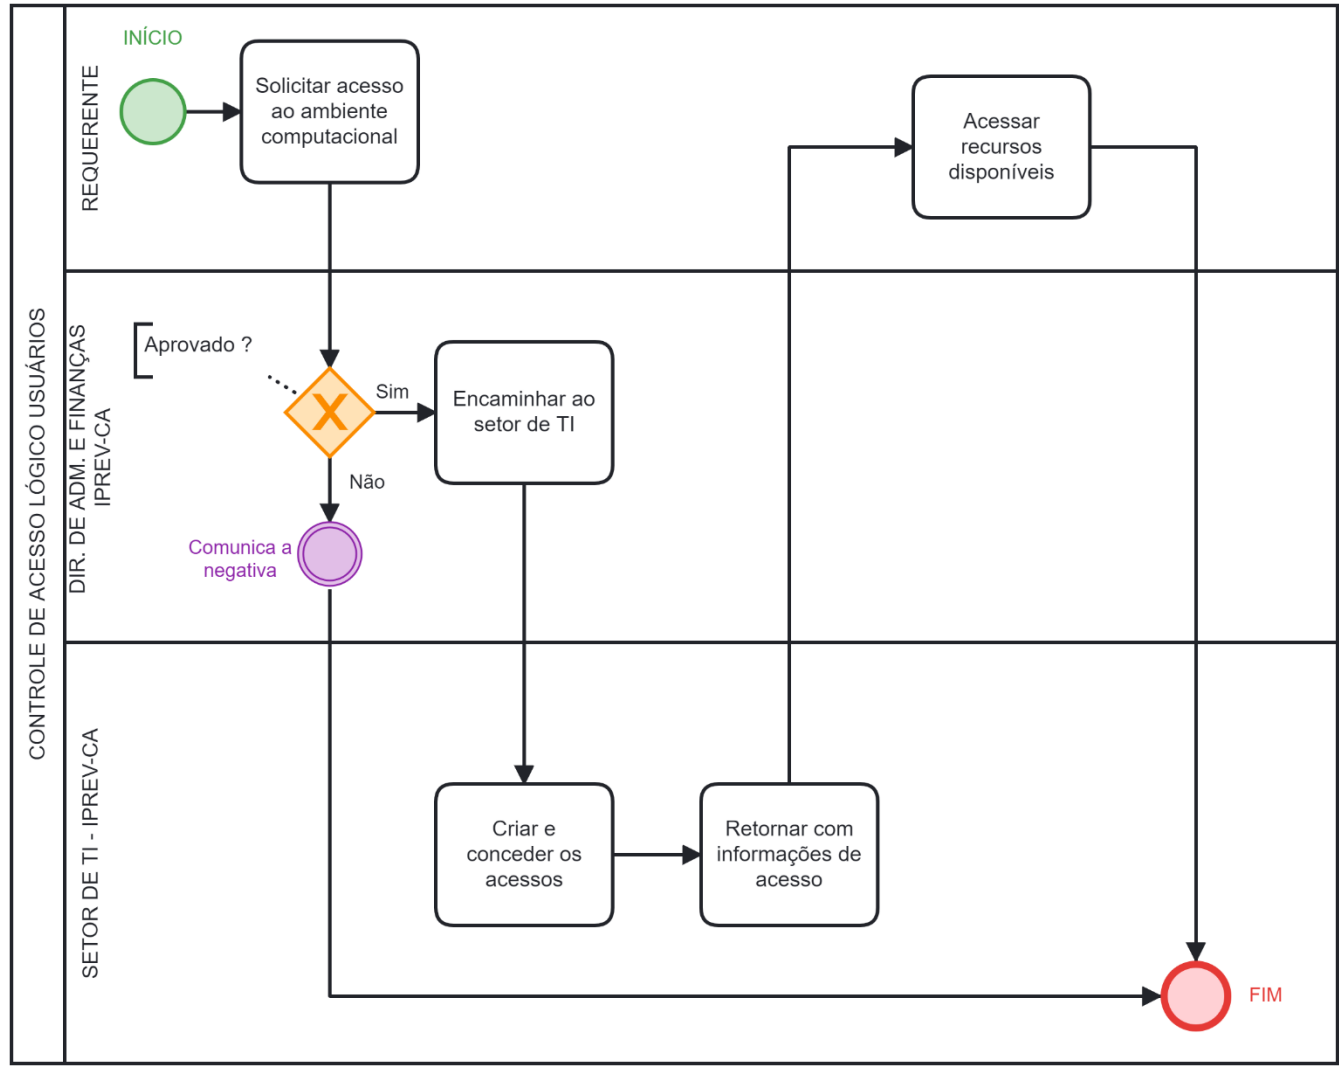 CONTROLE DE ACESSO LÓGICO USUÁRIOS
REQUERENTE
INÍCIO
Solicitar acesso
ao ambiente
computacional
Acessar
recursos
disponíveis
DIR. DE ADM. E FINANÇAS
IPREV-CA
Aprovado ?
X
Sim
Não
Encaminhar ao
setor de TI
Comunica a
negativa
SETOR DE TI - IPREV-CA
Criar e
conceder os
acessos
Retornar com
informações de
acesso
FIM